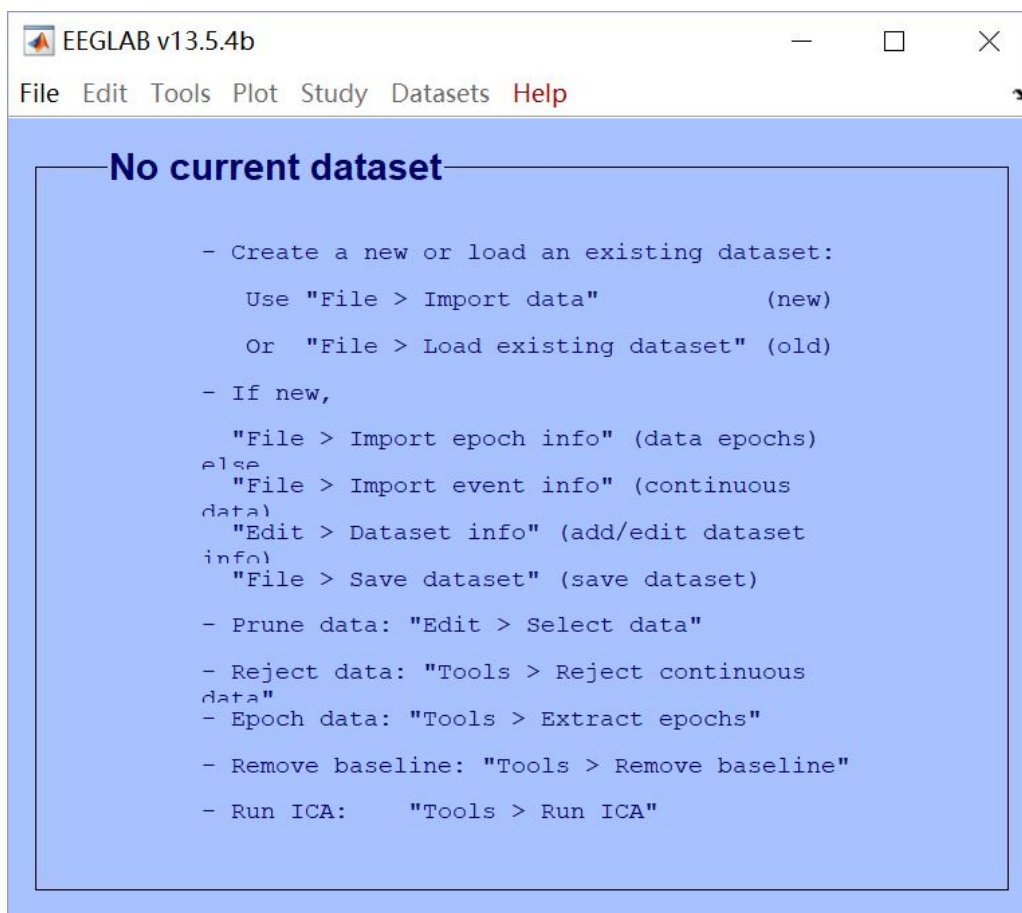 EEGLAB v13.5.4b
File Edit Tools Plot Study Datasets Help
No current dataset
- Create a new or load an existing dataset:
Use "File > Import data" (new)
Or "File > Load existing dataset" (old)
- If new,
"File > Import epoch info" (data epochs)
else
"File > Import event info" (continuous
data)
"Edit > Dataset info" (add/edit dataset
info)
"File > Save dataset" (save dataset)
- Prune data: "Edit > Select data"
- Reject data: "Tools > Reject continuous
data"
- Epoch data: "Tools > Extract epochs"
- Remove baseline: "Tools > Remove baseline"
- Run ICA: "Tools > Run ICA"